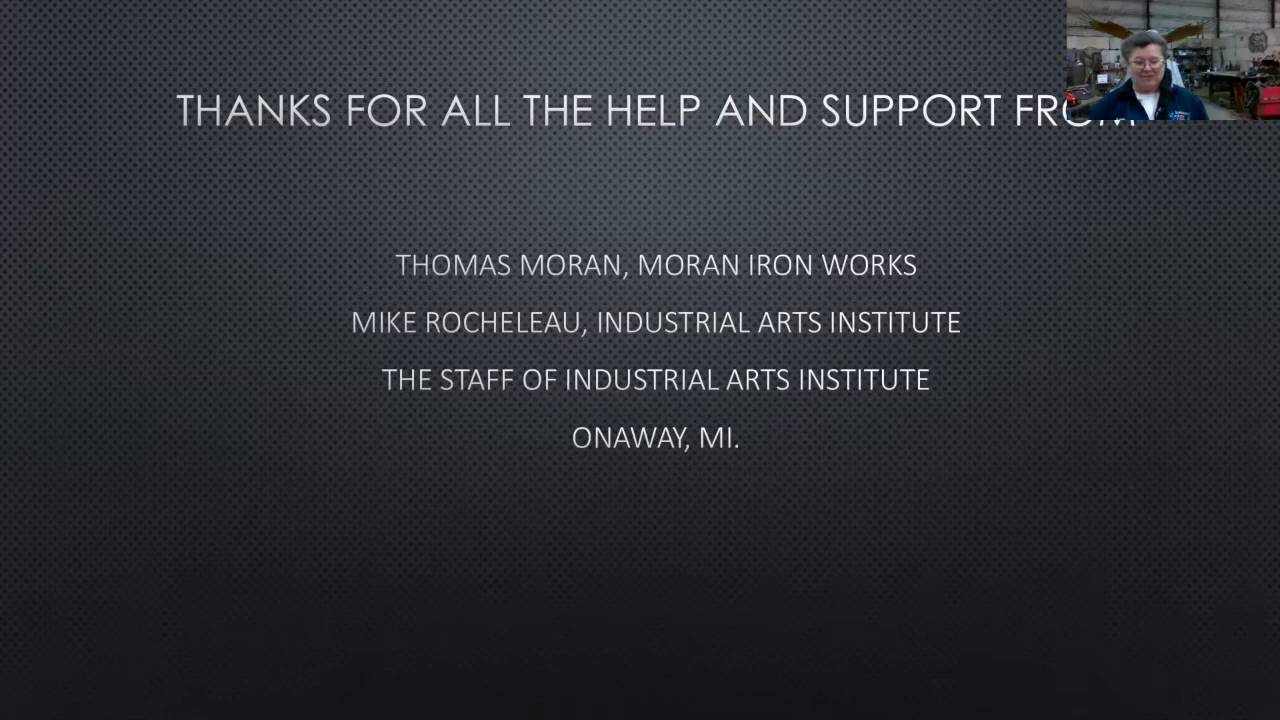 THANKS FOR ALL THE HELP AND SUPPORT FROM
THOMAS MORAN, MORAN IRON WORKS
MIKE ROCHELEAU, INDUSTRIAL ARTS INSTITUTE
THE STAFF OF INDUSTRIAL ARTS INSTITUTE
ONAWAY, MI.